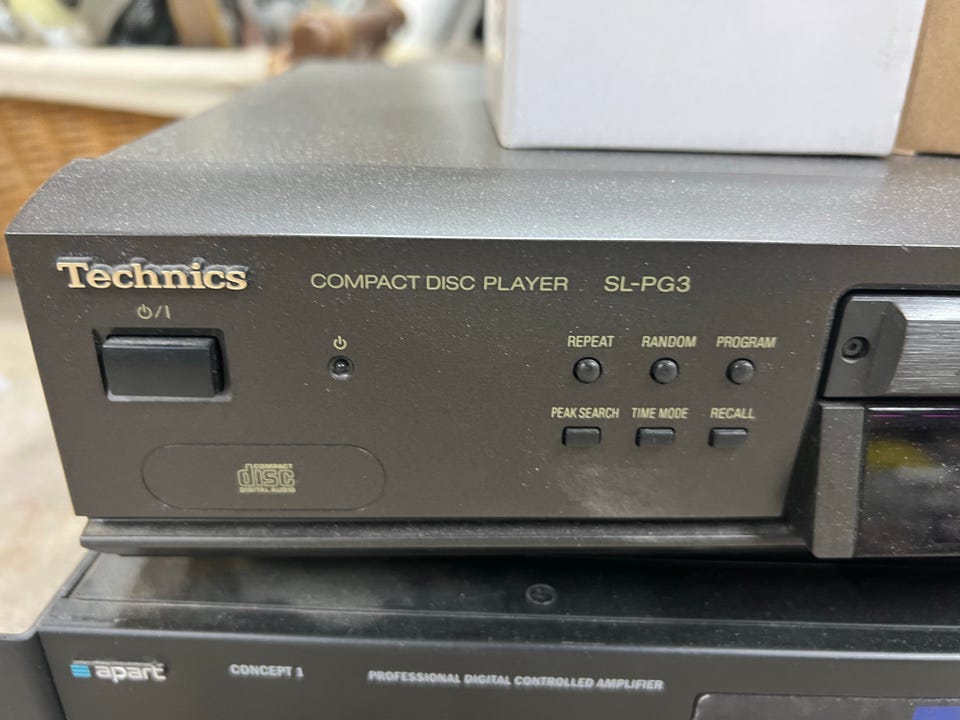 Technics
COMPACT DISC PLAYER SL-PG3
⏻/I
⏻
REPEAT RANDOM PROGRAM
PEAK SEARCH TIME MODE RECALL
COMPACT
disc
DIGITAL AUDIO
apart CONCEPT 1 PROFESSIONAL DIGITAL CONTROLLED AMPLIFIER